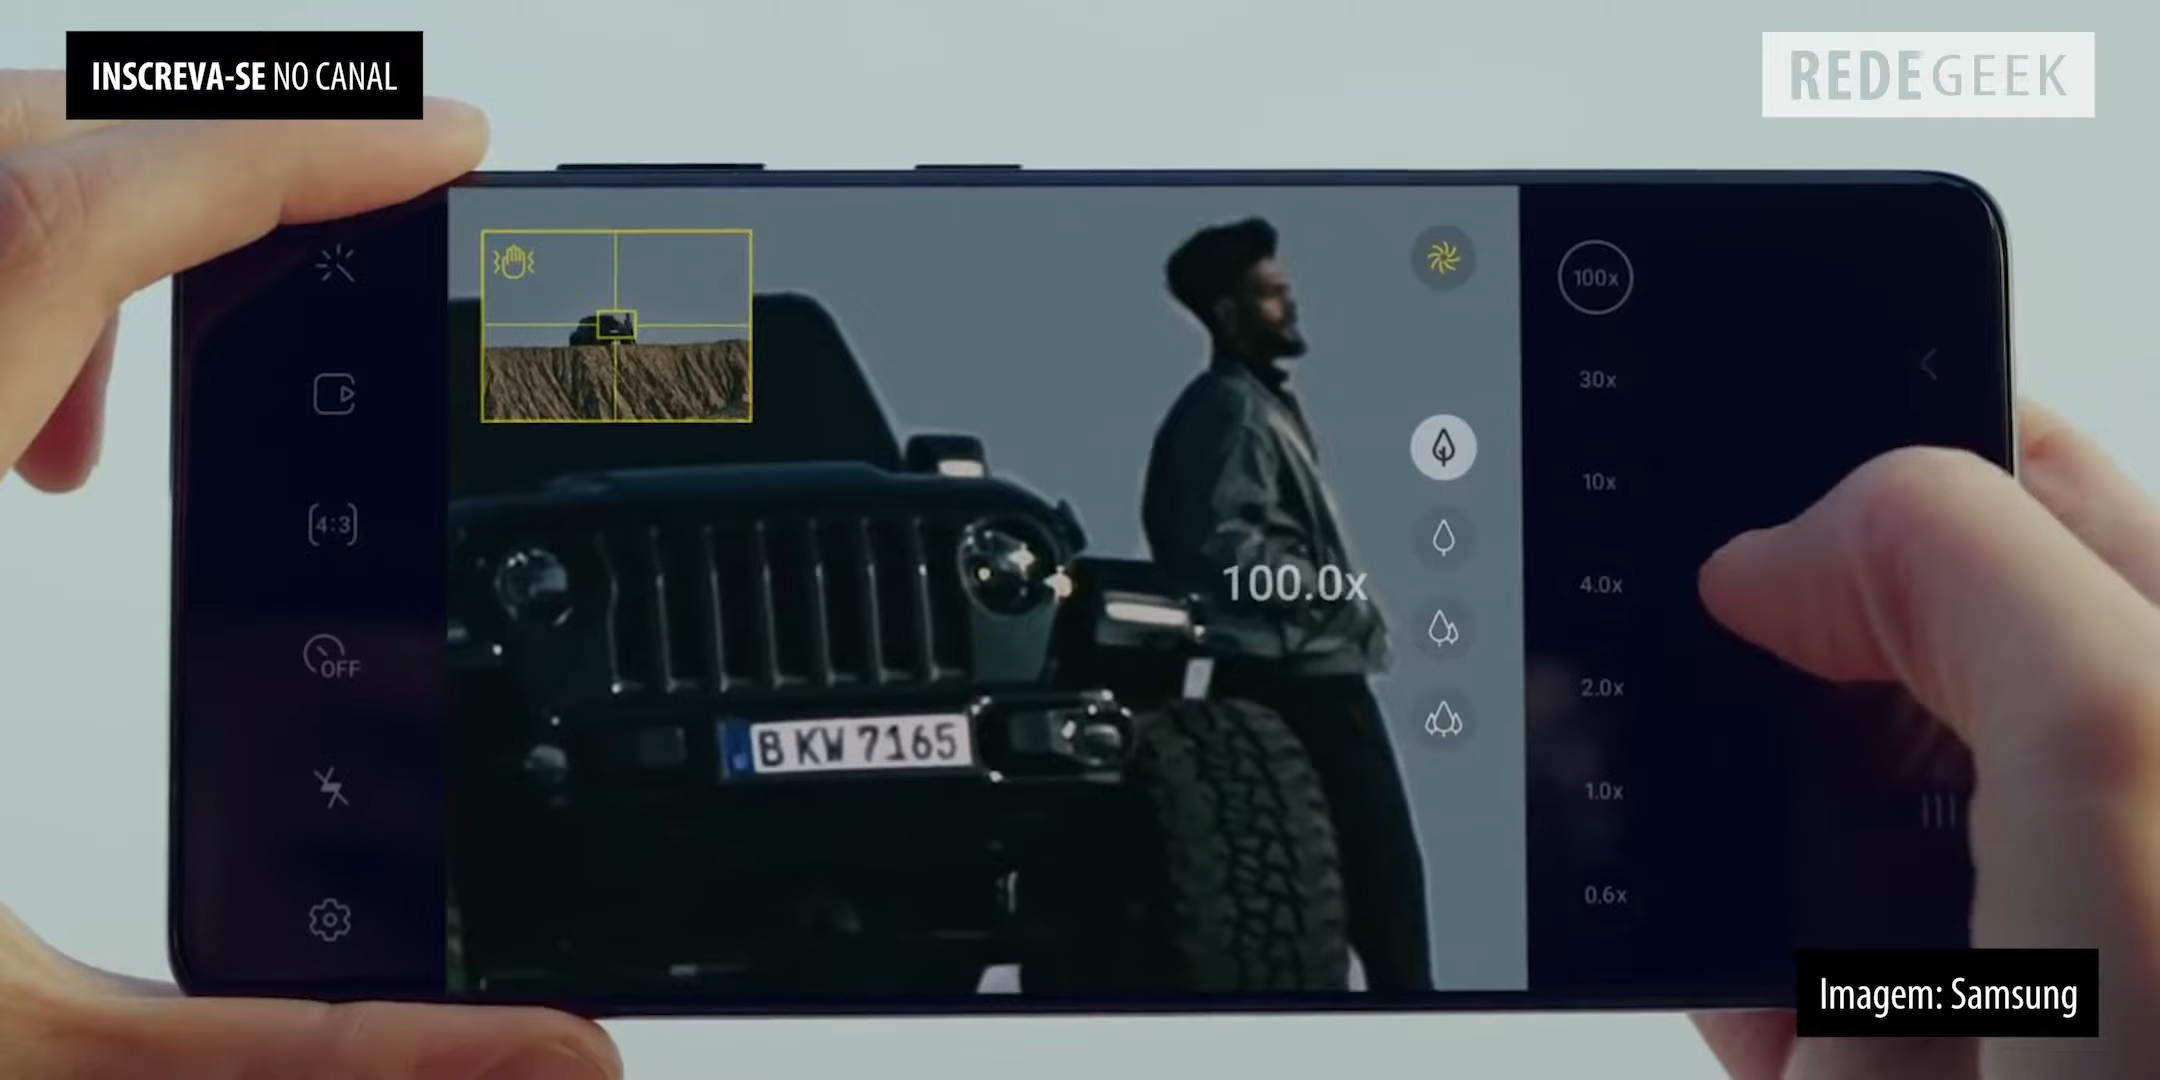 INSCREVA-SE NO CANAL
REDEGEEK
100x
30x
10x
4.0x
2.0x
1.0x
0.6x
4:3
OFF
100.0x
B KW 7165
Imagem: Samsung